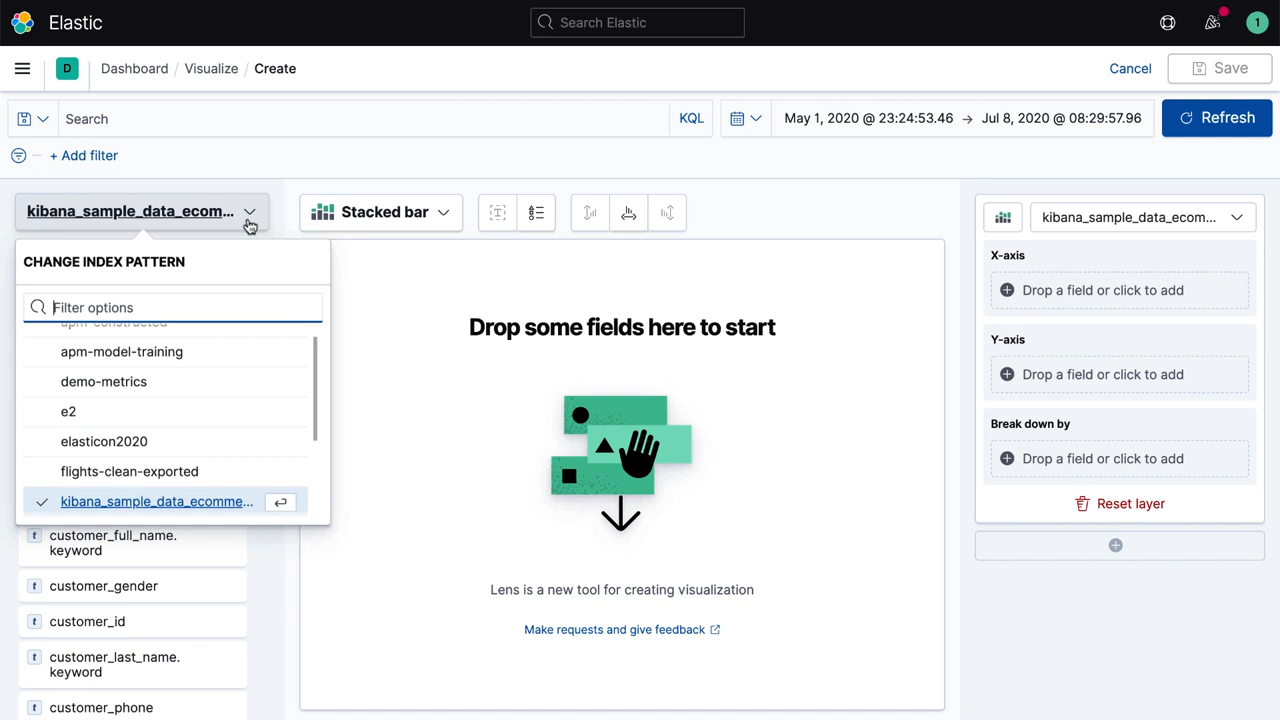 Elastic
Search Elastic
1
D
Dashboard / Visualize / Create
Cancel
Save
Search
KQL
May 1, 2020 @ 23:24:53.46 → Jul 8, 2020 @ 08:29:57.96
Refresh
+ Add filter
kibana_sample_data_ecom...
Stacked bar
kibana_sample_data_ecom...
CHANGE INDEX PATTERN
Filter options
apm-constructed
apm-model-training
demo-metrics
e2
elasticon2020
flights-clean-exported
kibana_sample_data_ecomme...
t customer_full_name.
keyword
t customer_gender
t customer_id
t customer_last_name.
keyword
t customer_phone
Drop some fields here to start
Lens is a new tool for creating visualization
Make requests and give feedback
X-axis
Drop a field or click to add
Y-axis
Drop a field or click to add
Break down by
Drop a field or click to add
Reset layer